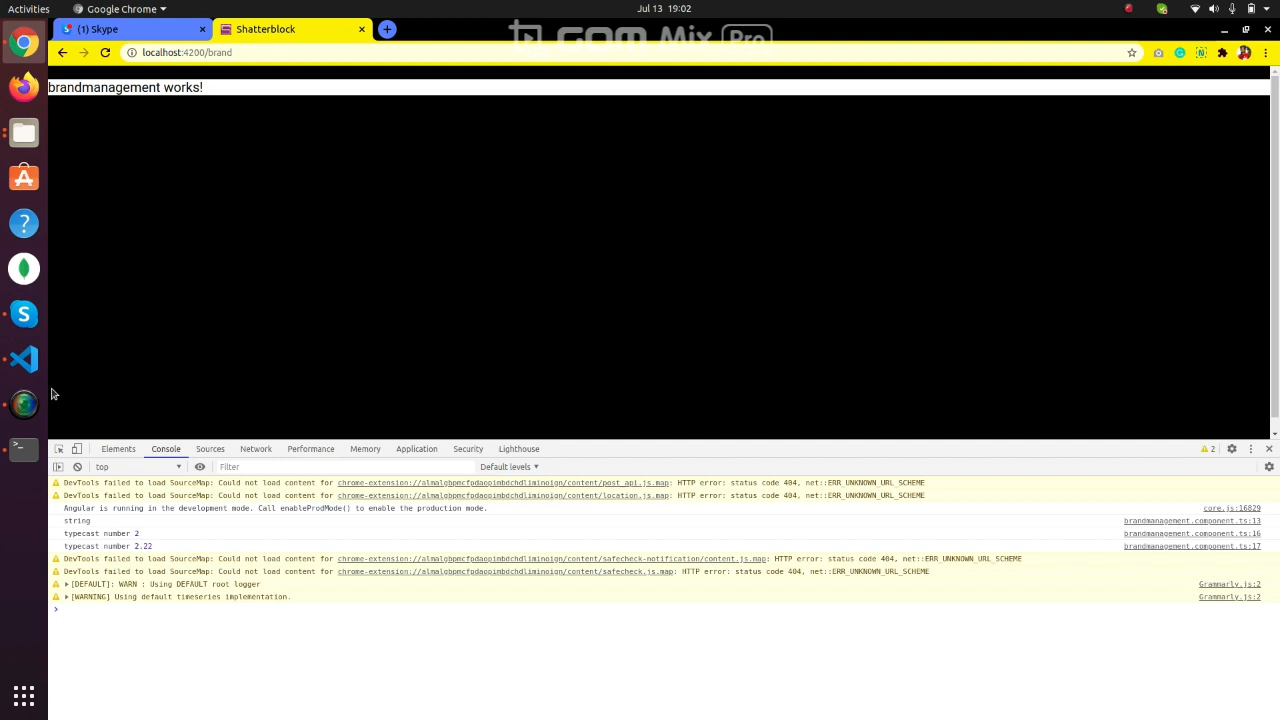 Activities Google Chrome Jul 13 19:02
(1) Skype Shatterblock
GOM Mix Pro
localhost:4200/brand
brandmanagement works!
Elements Console Sources Network Performance Memory Application Security Lighthouse 2
top Filter Default levels
DevTools failed to load SourceMap: Could not load content for chrome-extension://almalgbpmcfpdaopimbdchdliminoign/content/post_api.js.map: HTTP error: status code 404, net::ERR_UNKNOWN_URL_SCHEME
DevTools failed to load SourceMap: Could not load content for chrome-extension://almalgbpmcfpdaopimbdchdliminoign/content/location.js.map: HTTP error: status code 404, net::ERR_UNKNOWN_URL_SCHEME
Angular is running in the development mode. Call enableProdMode() to enable the production mode. core.js:16829
string brandmanagement.component.ts:13
typecast number 2 brandmanagement.component.ts:16
typecast number 2.22 brandmanagement.component.ts:17
DevTools failed to load SourceMap: Could not load content for chrome-extension://almalgbpmcfpdaopimbdchdliminoign/content/safecheck-notification/content.js.map: HTTP error: status code 404, net::ERR_UNKNOWN_URL_SCHEME
DevTools failed to load SourceMap: Could not load content for chrome-extension://almalgbpmcfpdaopimbdchdliminoign/content/safecheck.js.map: HTTP error: status code 404, net::ERR_UNKNOWN_URL_SCHEME
[DEFAULT]: WARN : Using DEFAULT root logger Grammarly.js:2
[WARNING] Using default timeseries implementation. Grammarly.js:2